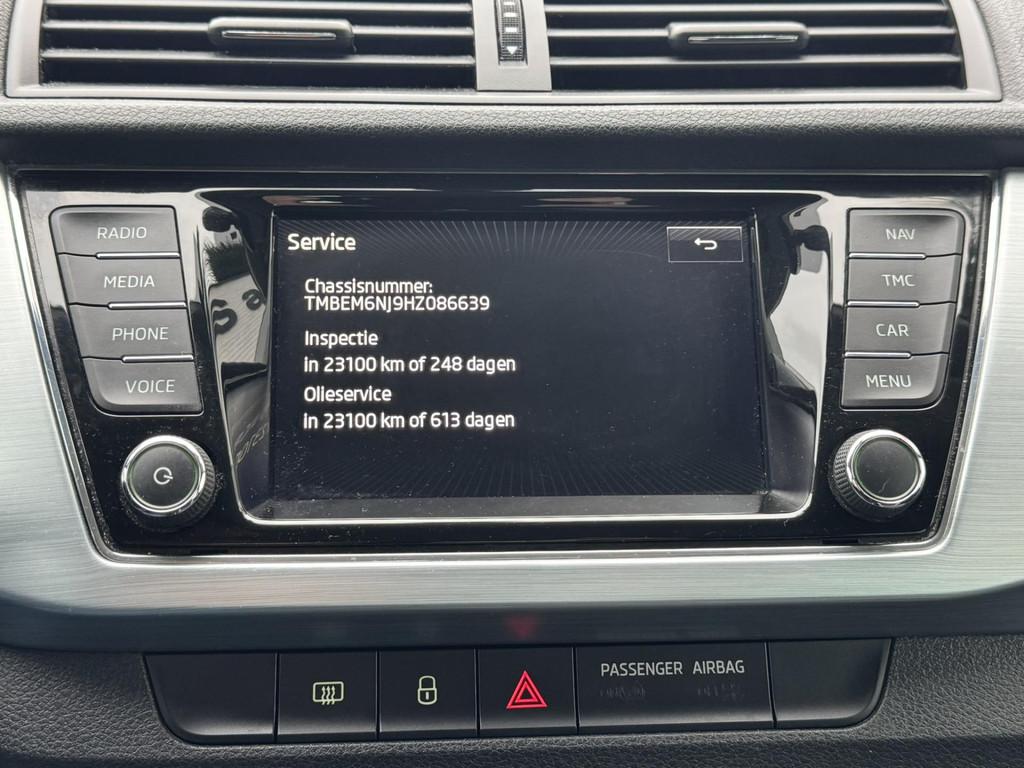 Service
Chassisnummer:
TMBEM6NJ9HZ086639
Inspectie
in 23100 km of 248 dagen
Olieservice
in 23100 km of 613 dagen
RADIO
MEDIA
PHONE
VOICE
NAV
TMC
CAR
MENU
PASSENGER AIRBAG